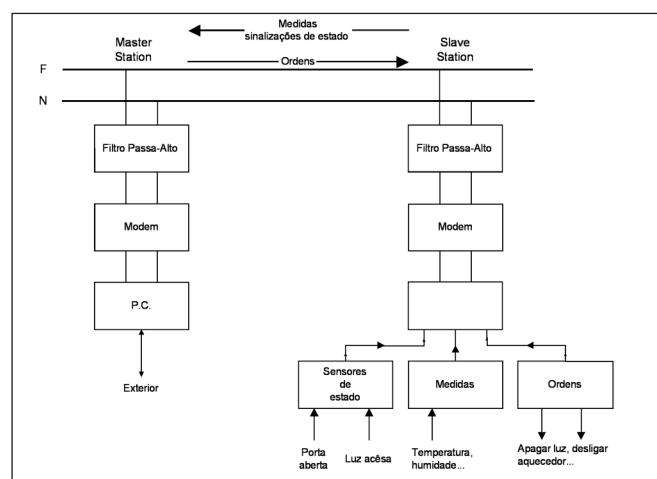 Medidas
sinalizações de estado
Master
Station
Slave
Station
Ordens
F
N
Filtro Passa-Alto
Filtro Passa-Alto
Modem
Modem
P.C.
Exterior
Sensores
de
estado
Medidas
Ordens
Porta
aberta
Luz acêsa
Temperatura,
humidade...
Apagar luz, desligar
aquecedor...